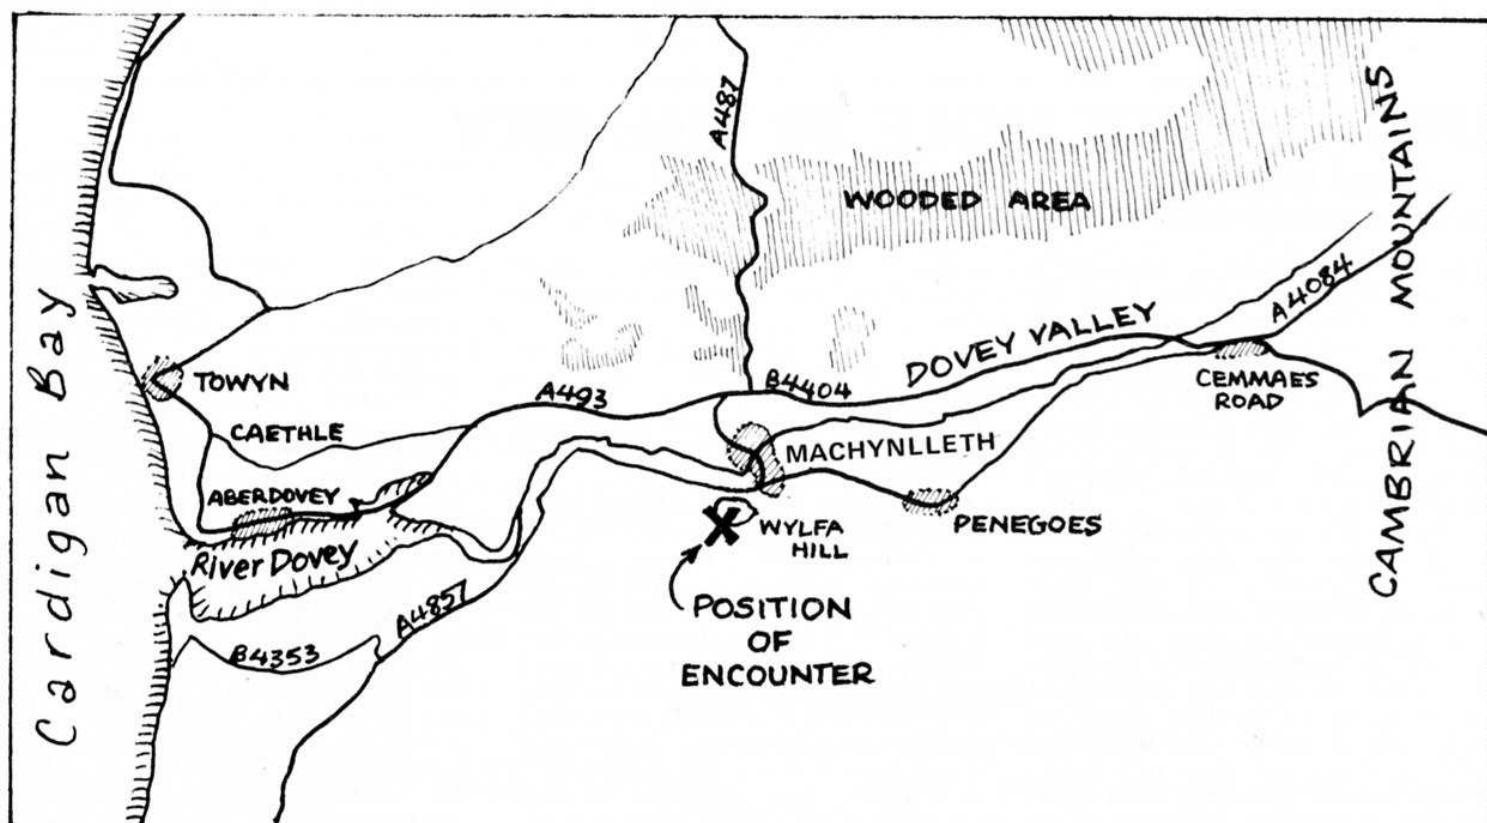 A487
CAMBRIAN MOUNTAINS
WOODED AREA
A4084
Cardigan Bay
DOVEY VALLEY
TOWYN
B4404
CEMMAES
ROAD
A493
CAETHLE
MACHYNLLETH
ABERDOVEY
PENEGOES
WYLFA
HILL
River Dovey
A4857
POSITION
OF
ENCOUNTER
B4353